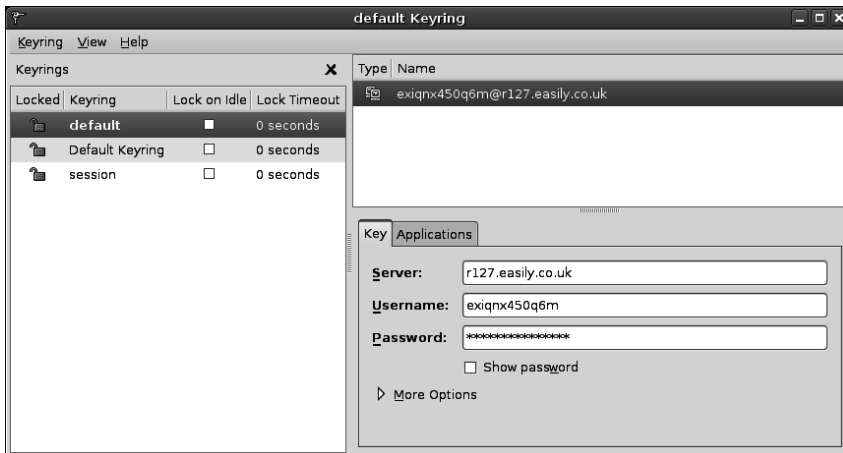 default Keyring
Keyring View Help
Keyrings
Locked Keyring Lock on Idle Lock Timeout
default 0 seconds
Default Keyring 0 seconds
session 0 seconds
Type Name
exiqnx450q6m@r127.easily.co.uk
Key Applications
Server: r127.easily.co.uk
Username: exiqnx450q6m
Password: ****************
Show password
More Options